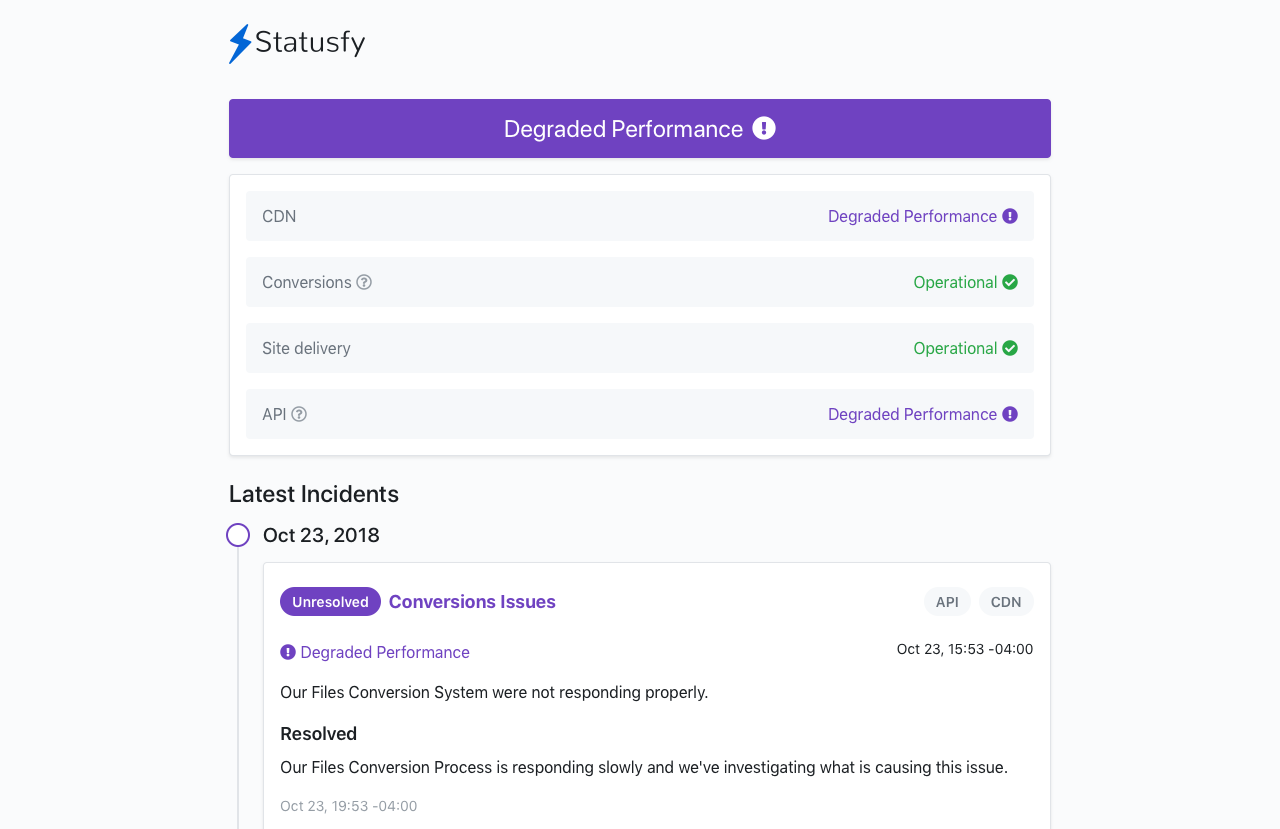 Statusfy
Degraded Performance
CDN Degraded Performance
Conversions Operational
Site delivery Operational
API Degraded Performance
Latest Incidents
Oct 23, 2018
Unresolved Conversions Issues API CDN
Degraded Performance Oct 23, 15:53 -04:00
Our Files Conversion System were not responding properly.
Resolved
Our Files Conversion Process is responding slowly and we've investigating what is causing this issue.
Oct 23, 19:53 -04:00